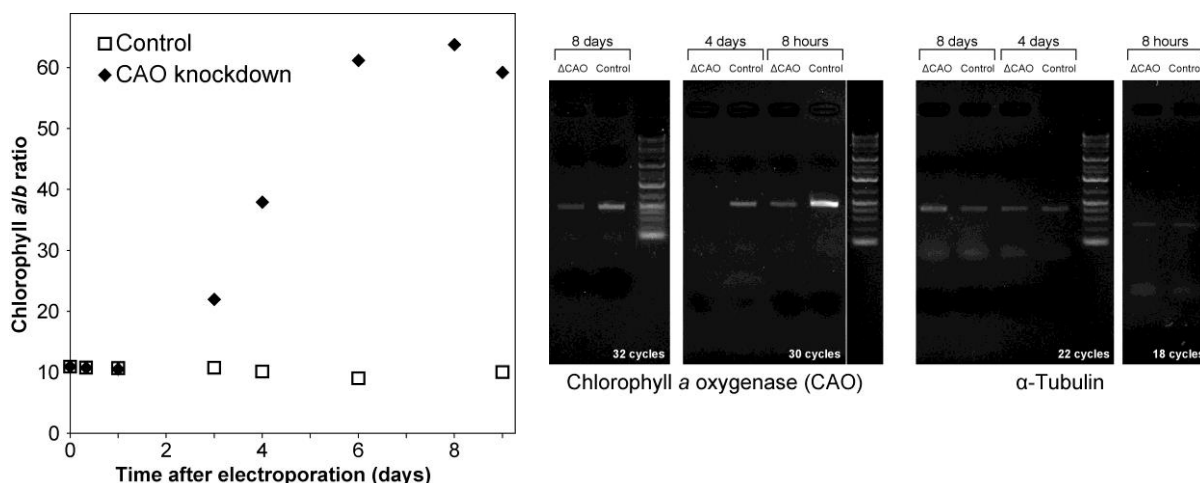 Control
CAO knockdown
Chlorophyll a/b ratio
60
50
40
30
20
10
0
0 2 4 6 8
Time after electroporation (days)
8 days
4 days
8 hours
ΔCAO Control
ΔCAO Control
ΔCAO Control
32 cycles
30 cycles
Chlorophyll a oxygenase (CAO)
8 days
4 days
8 hours
ΔCAO Control
ΔCAO Control
ΔCAO Control
22 cycles
18 cycles
α-Tubulin